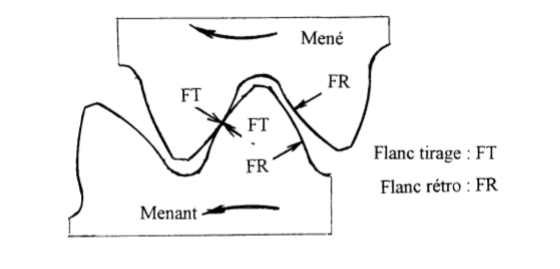 Mené
FR
FT
FT
FR
Flanc tirage : FT
Flanc rétro : FR
Menant